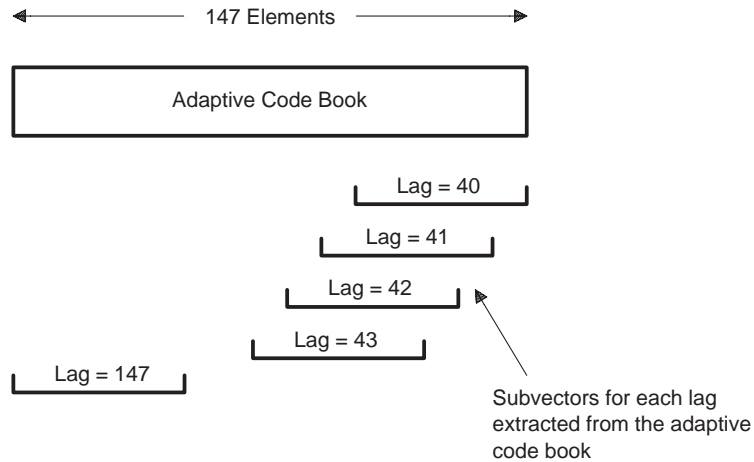 147 Elements
Adaptive Code Book
Lag = 40
Lag = 41
Lag = 42
Lag = 43
Lag = 147
Subvectors for each lag
extracted from the adaptive
code book